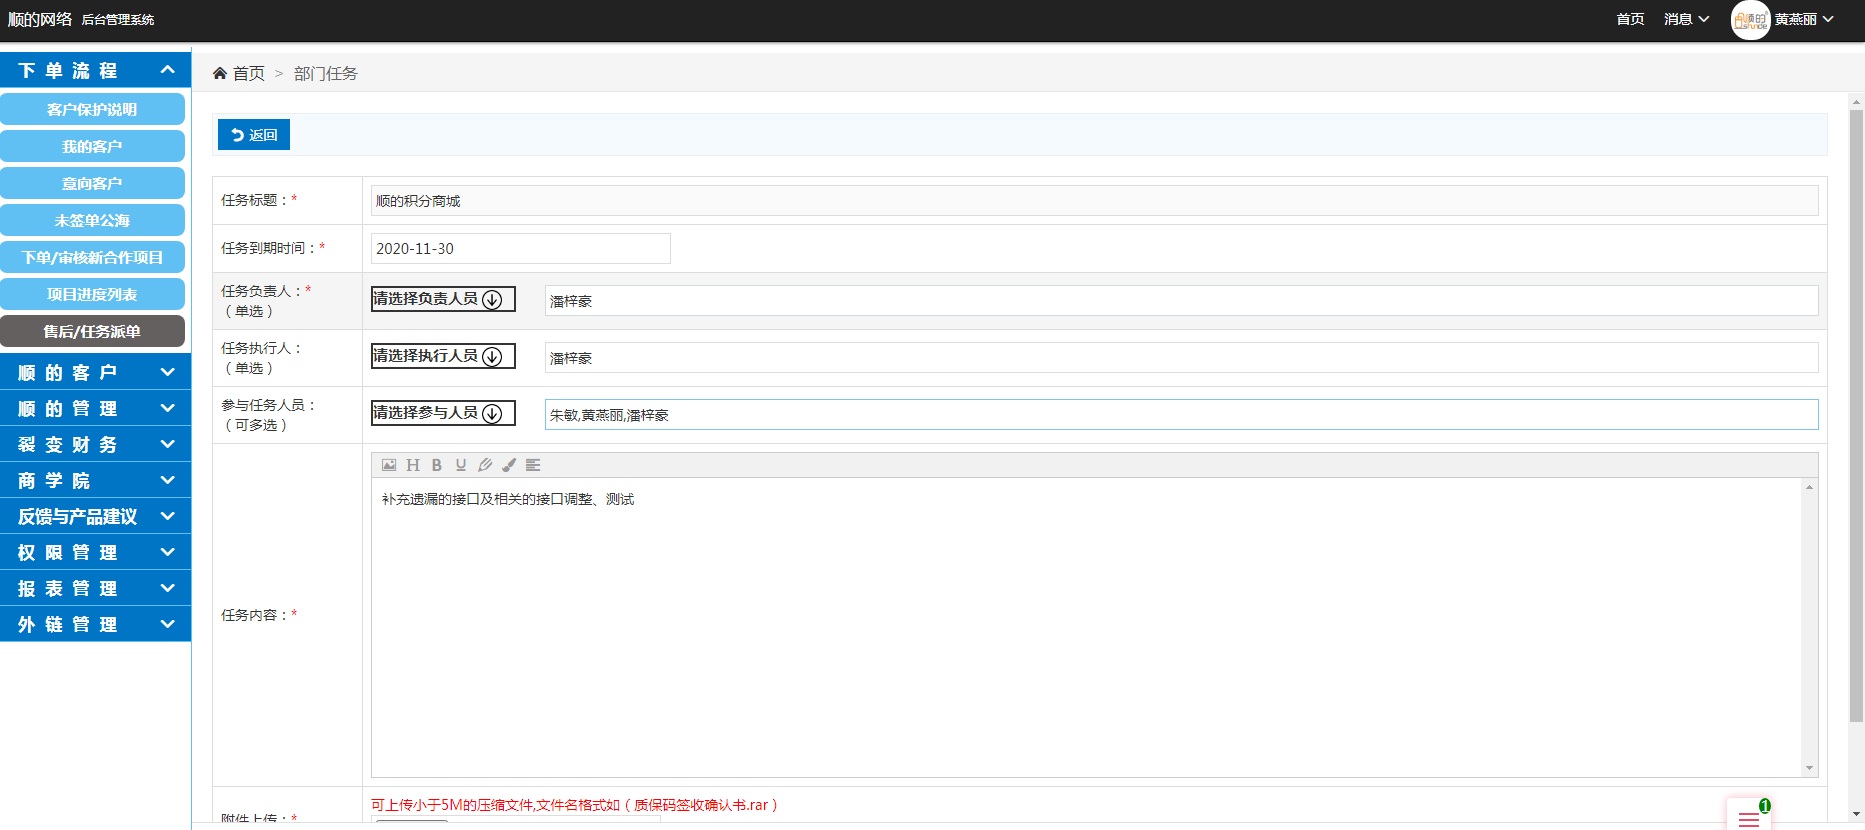 顺的网络 后台管理系统
首页 消息 顺的 shunde 黄燕丽
下单流程
客户保护说明
我的客户
意向客户
未签单公海
下单/审核新合作项目
项目进度列表
售后/任务派单
顺的客户
顺的管理
裂变财务
商学院
反馈与产品建议
权限管理
报表管理
外链管理
首页 > 部门任务
返回
任务标题：* 顺的积分商城
任务到期时间：* 2020-11-30
任务负责人：*
（单选）
请选择负责人员 潘梓豪
任务执行人：
（单选）
请选择执行人员 潘梓豪
参与任务人员：
（可多选）
请选择参与人员 朱敏,黄燕丽,潘梓豪
H B U
补充遗漏的接口及相关的接口调整、测试
任务内容：*
可上传小于5M的压缩文件,文件名格式如（质保码签收确认书.rar）
附件上传：*
1